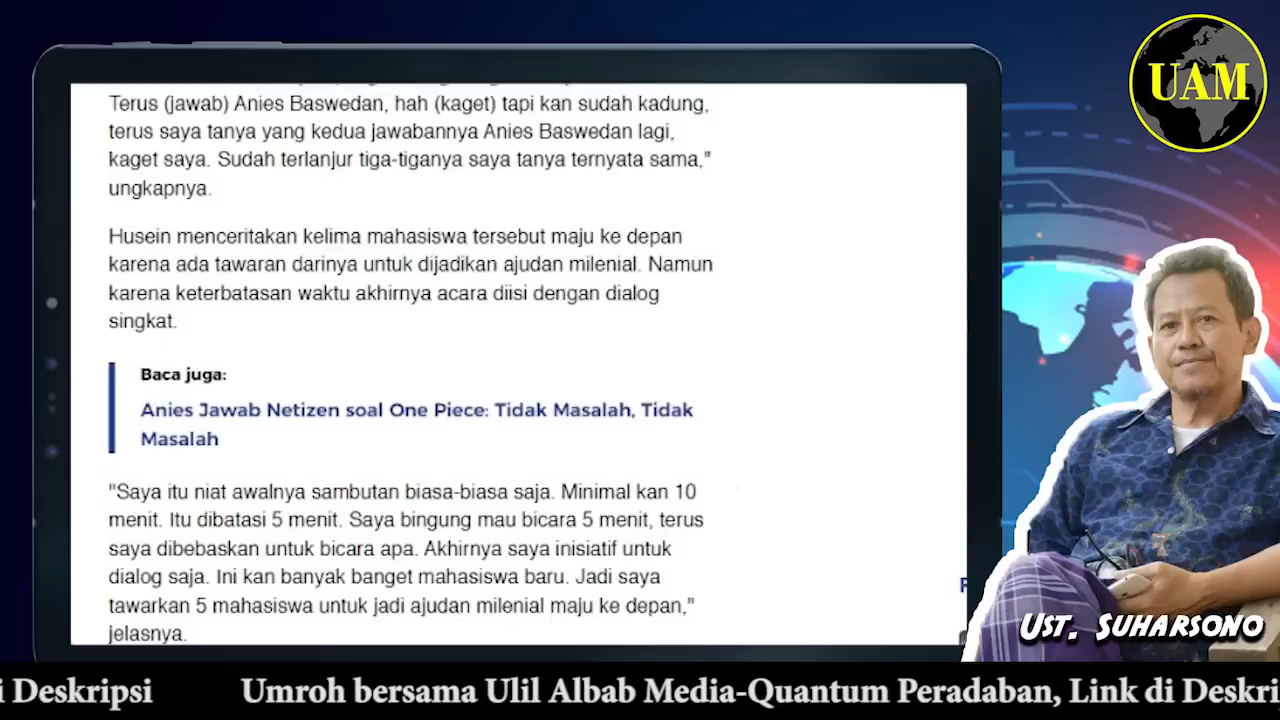 Terus (jawab) Anies Baswedan, hah (kaget) tapi kan sudah kadung,
terus saya tanya yang kedua jawabannya Anies Baswedan lagi,
kaget saya. Sudah terlanjur tiga-tiganya saya tanya ternyata sama,"
ungkapnya.
Husein menceritakan kelima mahasiswa tersebut maju ke depan
karena ada tawaran darinya untuk dijadikan ajudan milenial. Namun
karena keterbatasan waktu akhirnya acara diisi dengan dialog
singkat.
Baca juga:
Anies Jawab Netizen soal One Piece: Tidak Masalah, Tidak
Masalah
"Saya itu niat awalnya sambutan biasa-biasa saja. Minimal kan 10
menit. Itu dibatasi 5 menit. Saya bingung mau bicara 5 menit, terus
saya dibebaskan untuk bicara apa. Akhirnya saya inisiatif untuk
dialog saja. Ini kan banyak banget mahasiswa baru. Jadi saya
tawarkan 5 mahasiswa untuk jadi ajudan milenial maju ke depan,"
jelasnya.
UAM
UST. SUHARSONO
i Deskripsi Umroh bersama Ulil Albab Media-Quantum Peradaban, Link di Deskri